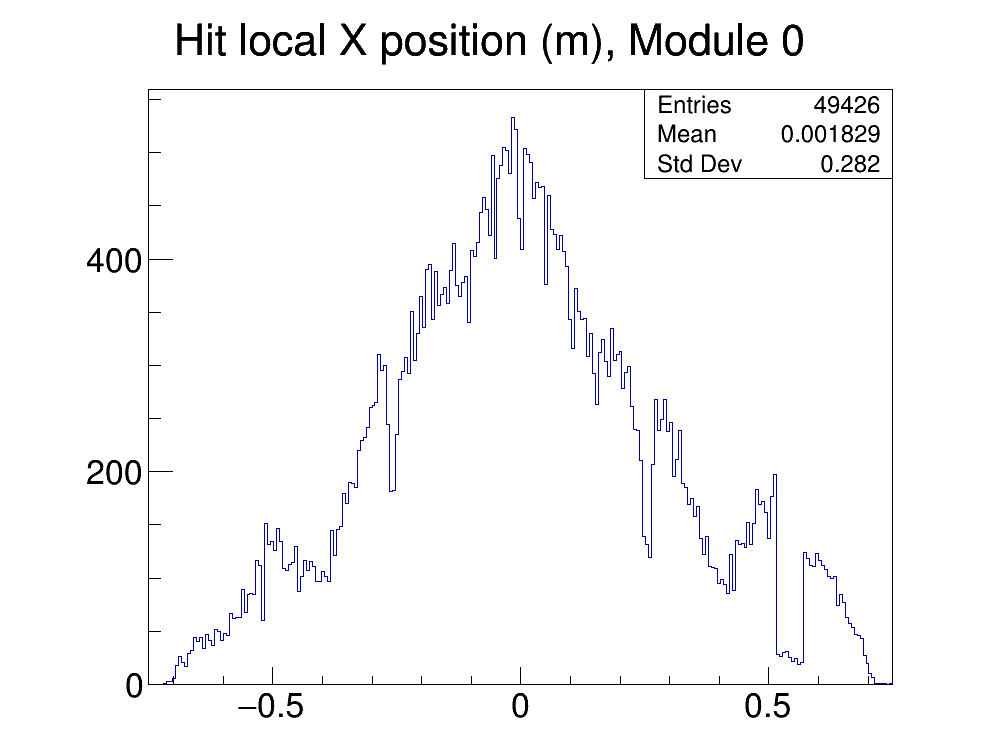 Hit local X position (m), Module 0
Entries 49426
Mean 0.001829
Std Dev 0.282
400
200
0
−0.5 0 0.5